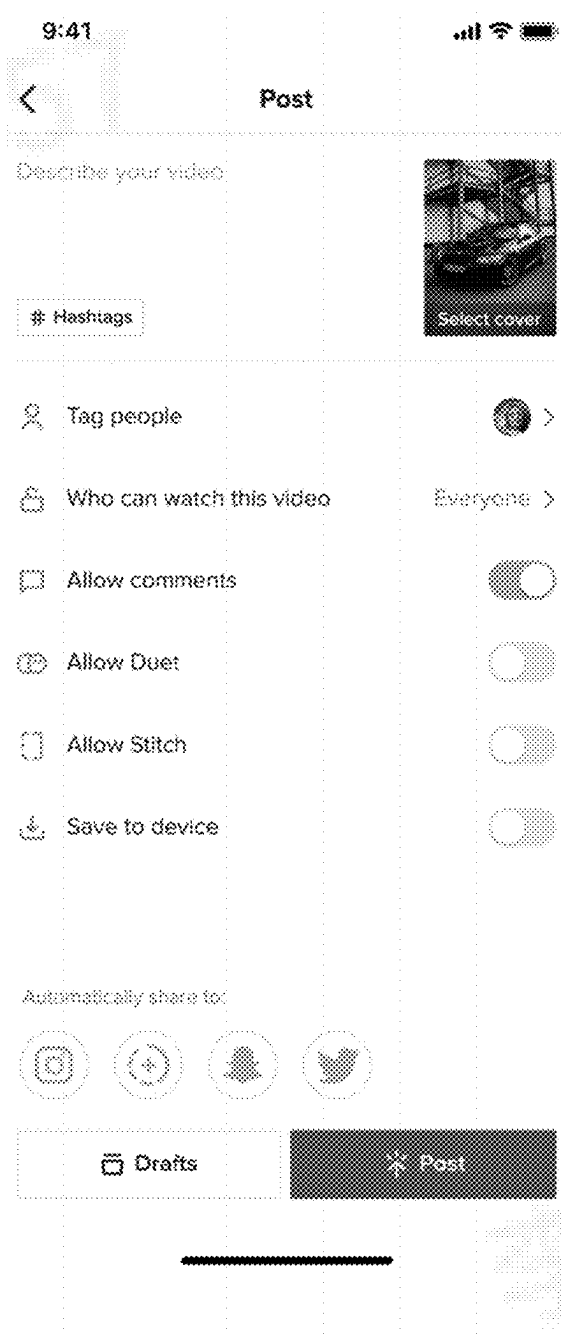 9:41
Post
Describe your video
# Hashtags
Select cover
Tag people
Who can watch this video
Everyone
Allow comments
Allow Duet
Allow Stitch
Save to device
Automatically share to:
Drafts
Post